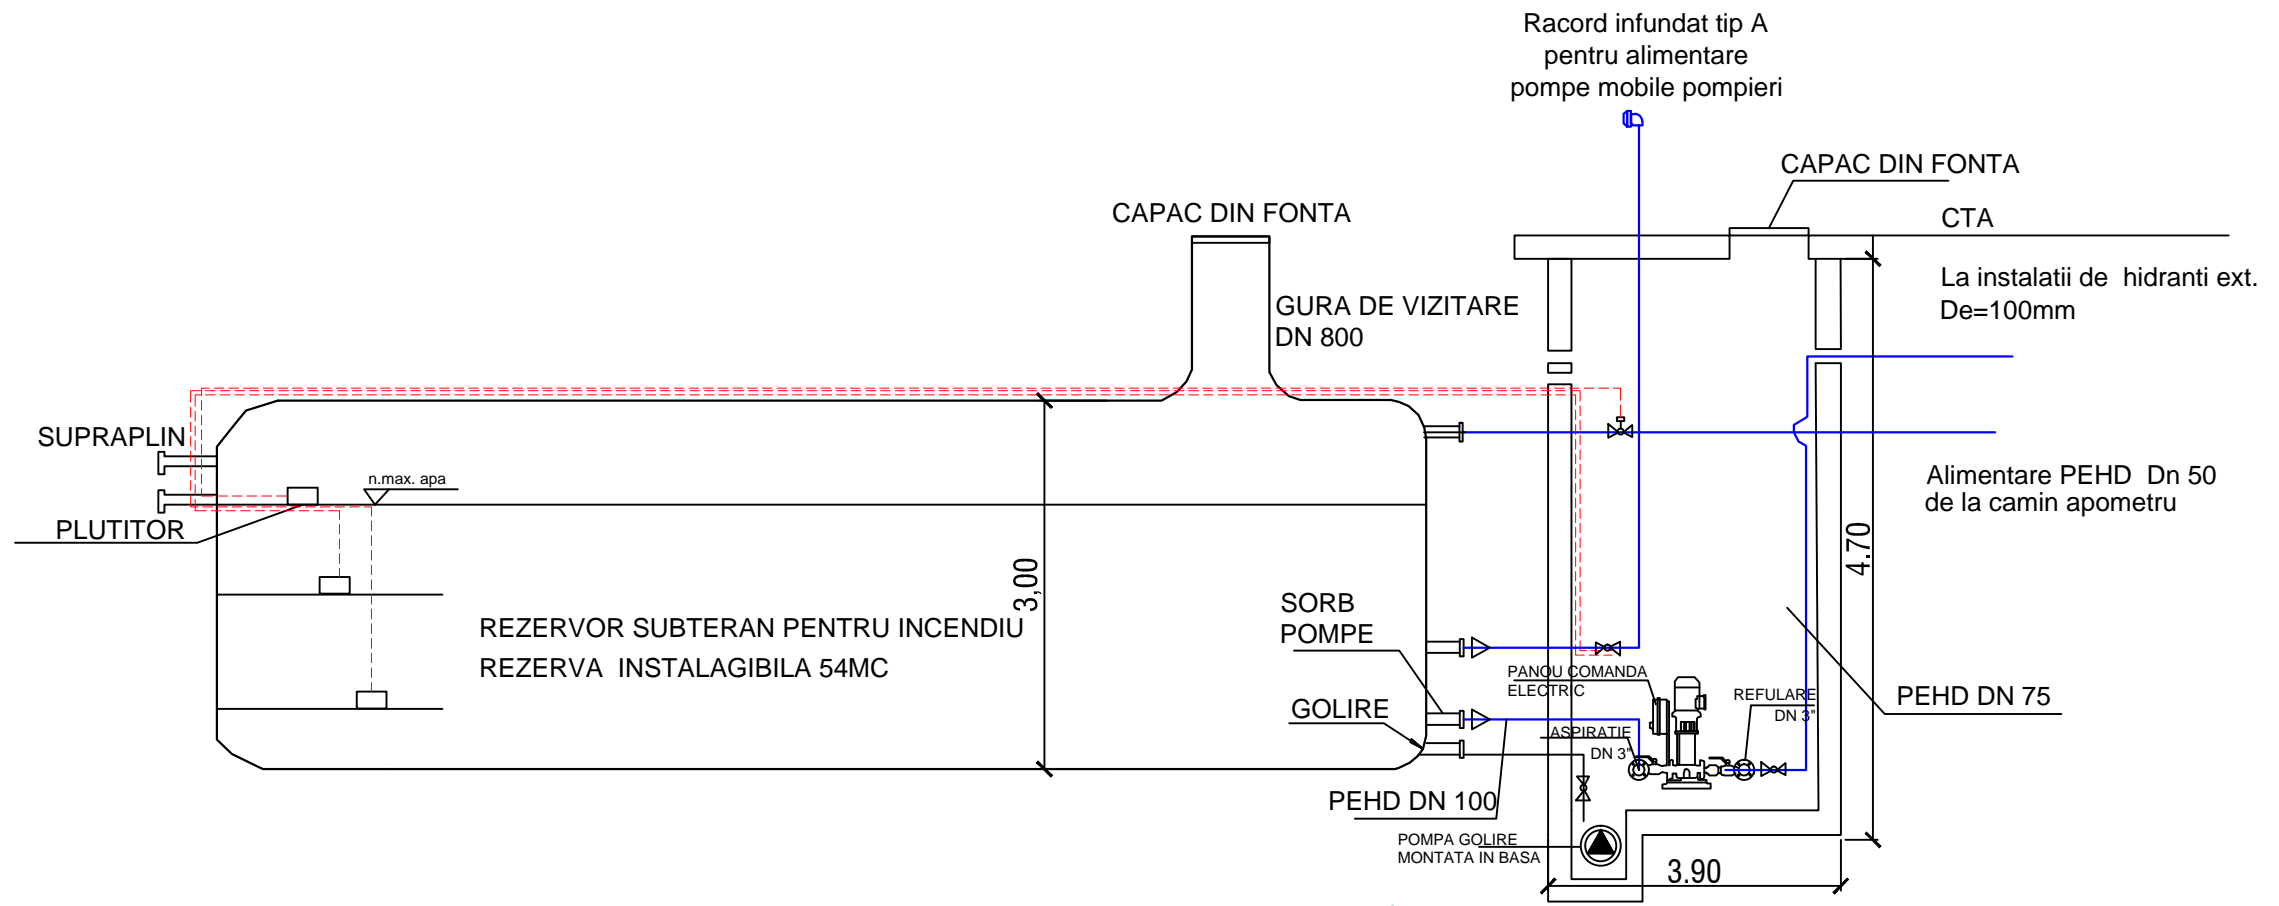 Racord infundat tip A
pentru alimentare
pompe mobile pompieri
CAPAC DIN FONTA
CAPAC DIN FONTA
CTA
La instalatii de hidranti ext.
De=100mm
GURA DE VIZITARE
DN 800
SUPRAPLIN
n.max. apa
PLUTITOR
Alimentare PEHD Dn 50
de la camin apometru
4.70
3,00
REZERVOR SUBTERAN PENTRU INCENDIU
REZERVA INSTALAGIBILA 54MC
SORB
POMPE
PANOU COMANDA
ELECTRIC
REFULARE
DN 3"
PEHD DN 75
GOLIRE
ASPIRATIE
DN 3"
PEHD DN 100
POMPA GOLIRE
MONTATA IN BASA
3.90